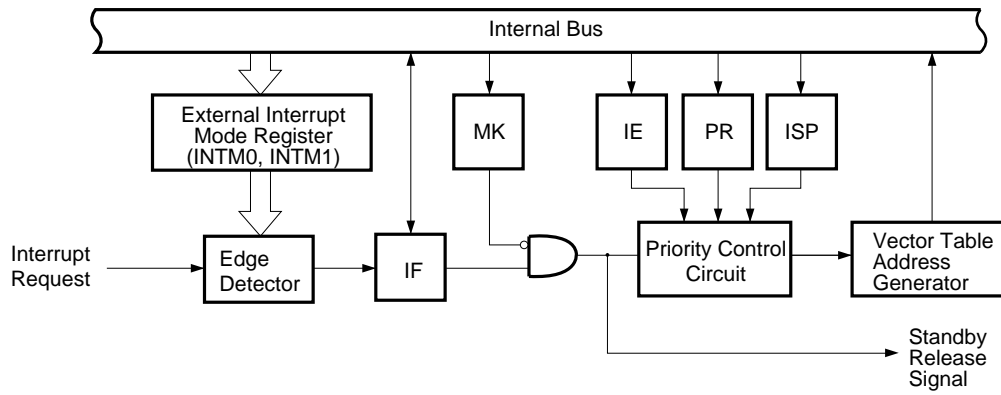 Internal Bus
External Interrupt
Mode Register
(INTM0, INTM1)
MK
IE
PR
ISP
Interrupt
Request
Edge
Detector
IF
Priority Control
Circuit
Vector Table
Address
Generator
Standby
Release
Signal